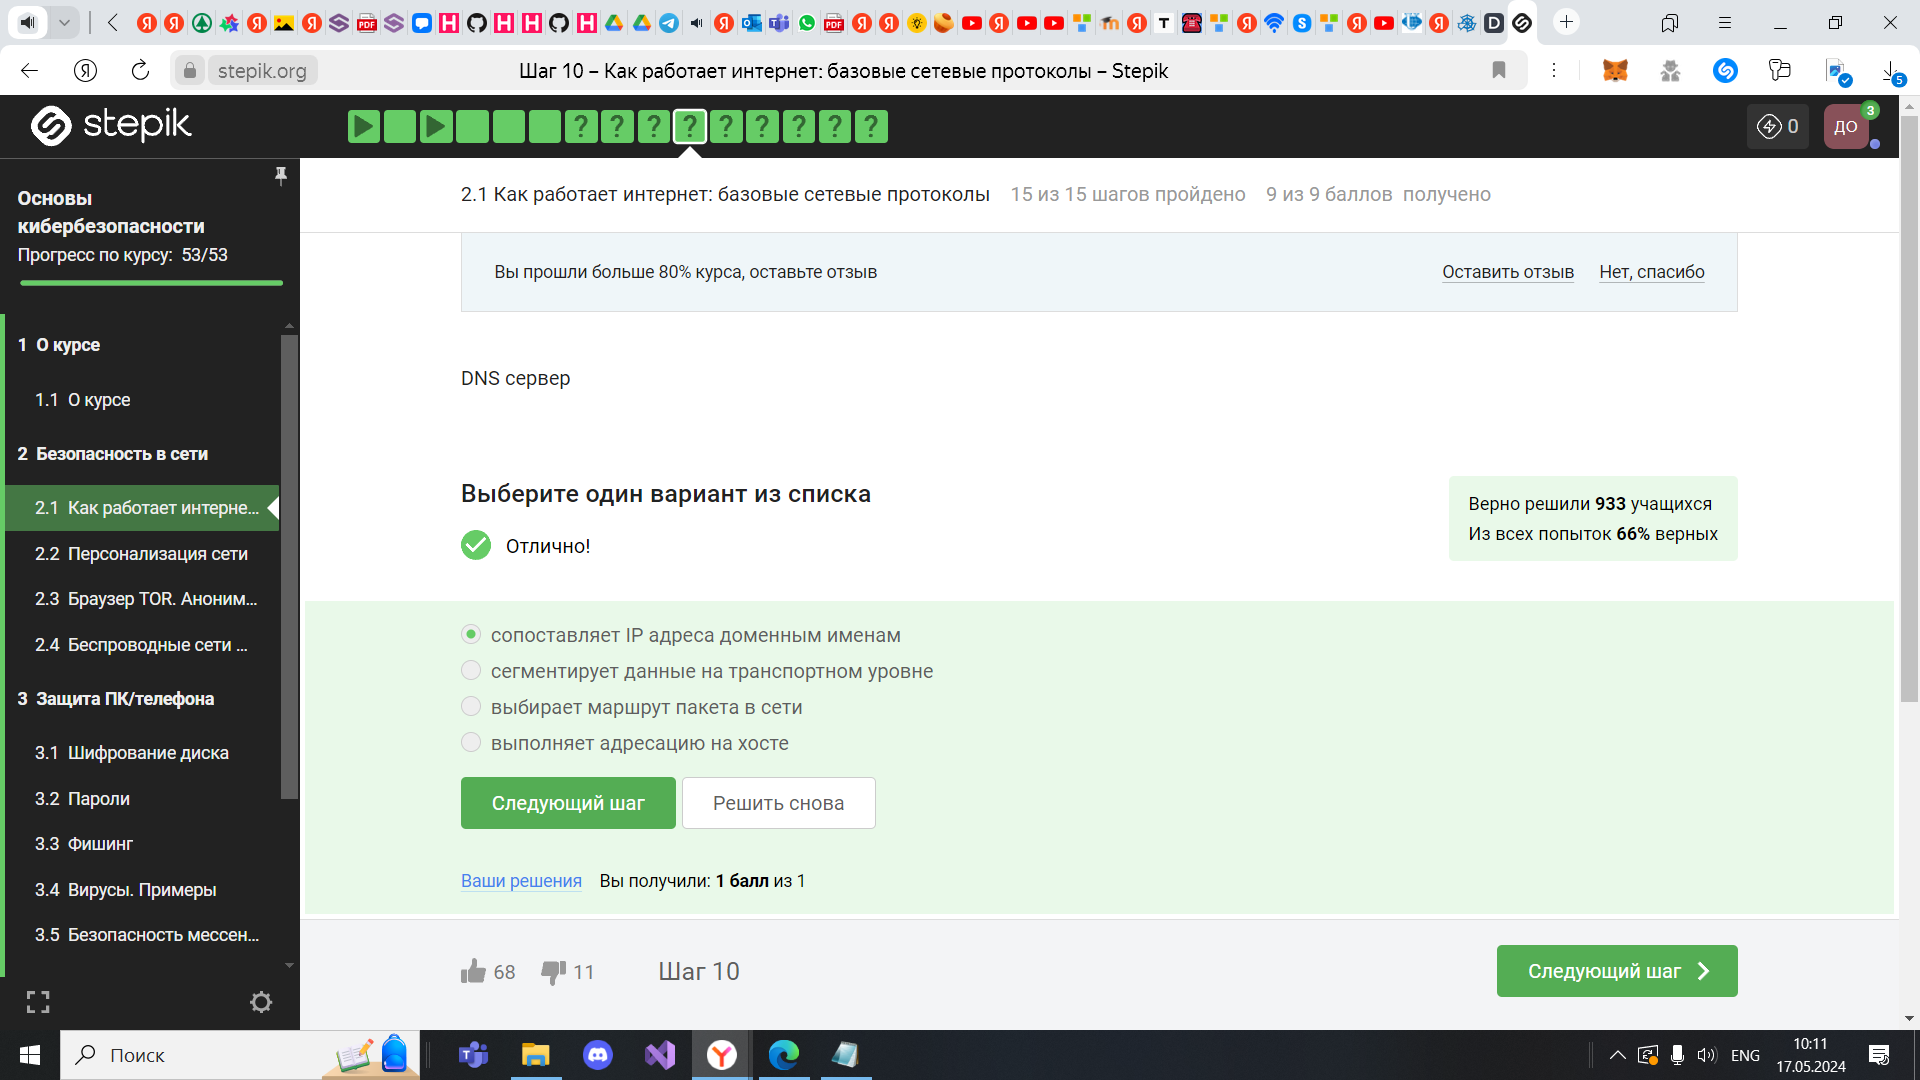 stepik.org
Шаг 10 – Как работает интернет: базовые сетевые протоколы – Stepik
5
stepik
0
ДО
3
Основы
кибербезопасности
Прогресс по курсу: 53/53
1 О курсе
1.1 О курсе
2 Безопасность в сети
2.1 Как работает интерне...
2.2 Персонализация сети
2.3 Браузер TOR. Аноним...
2.4 Беспроводные сети ...
3 Защита ПК/телефона
3.1 Шифрование диска
3.2 Пароли
3.3 Фишинг
3.4 Вирусы. Примеры
3.5 Безопасность мессен...
2.1 Как работает интернет: базовые сетевые протоколы 15 из 15 шагов пройдено 9 из 9 баллов получено
Вы прошли больше 80% курса, оставьте отзыв Оставить отзыв Нет, спасибо
DNS сервер
Выберите один вариант из списка
Отлично!
Верно решили 933 учащихся
Из всех попыток 66% верных
сопоставляет IP адреса доменным именам
сегментирует данные на транспортном уровне
выбирает маршрут пакета в сети
выполняет адресацию на хосте
Следующий шаг Решить снова
Ваши решения Вы получили: 1 балл из 1
68 11 Шаг 10 Следующий шаг
Поиск
ENG
10:11
17.05.2024